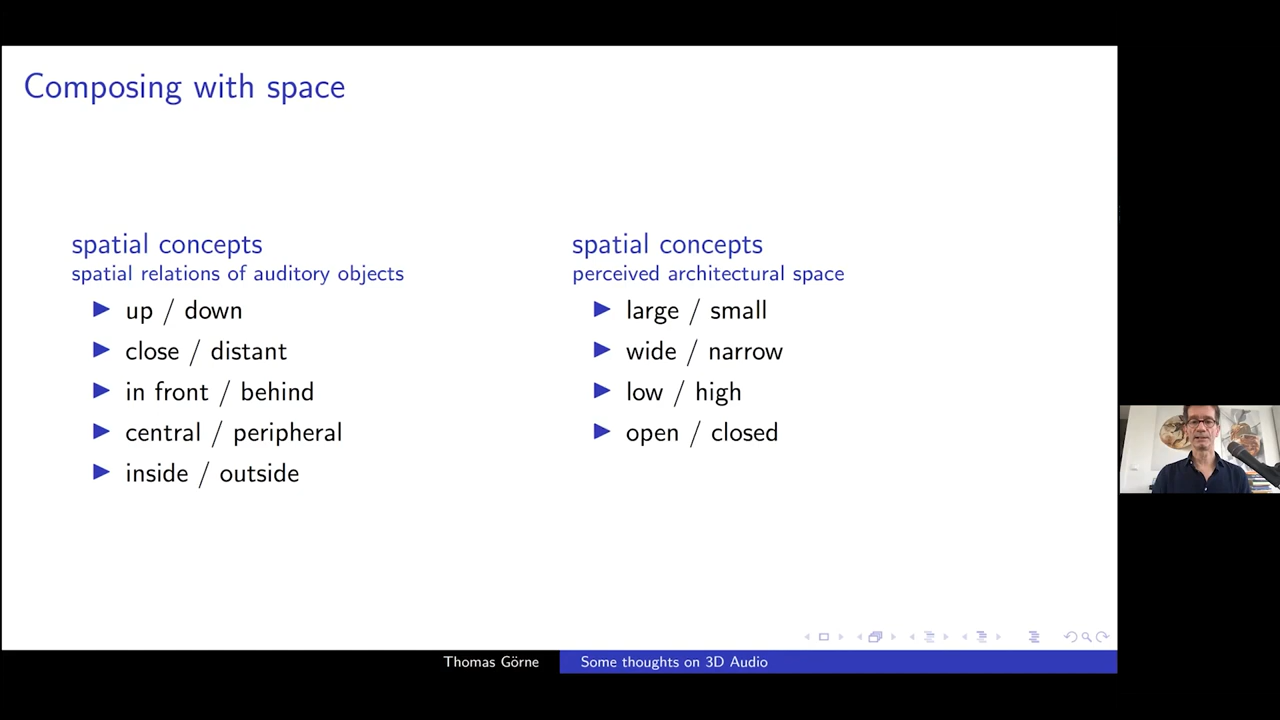 Composing with space
spatial concepts
spatial relations of auditory objects
up / down
close / distant
in front / behind
central / peripheral
inside / outside
spatial concepts
perceived architectural space
large / small
wide / narrow
low / high
open / closed
Thomas Görne
Some thoughts on 3D Audio